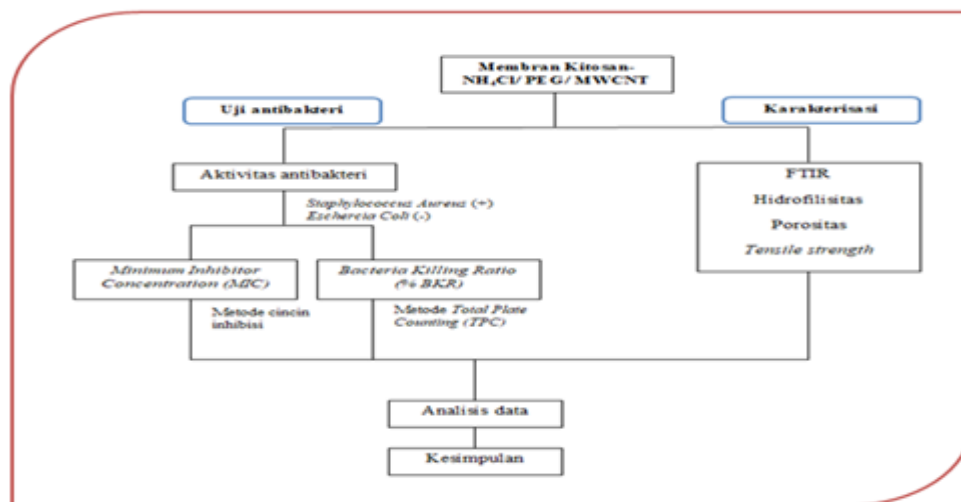 Membran Kitosan-
NH₄Cl/ PEG/ MWCNT
Uji antibakteri
Karakterisasi
Aktivitas antibakteri
Staphylococcus Aureus (+)
Eschercia Coli (-)
FTIR
Hidrofilisitas
Porositas
Tensile strength
Minimum Inhibitor
Concentration (MIC)
Bacteria Killing Ratio
(% BKR)
Metode cincin
inhibisi
Metode Total Plate
Counting (TPC)
Analisis data
Kesimpulan